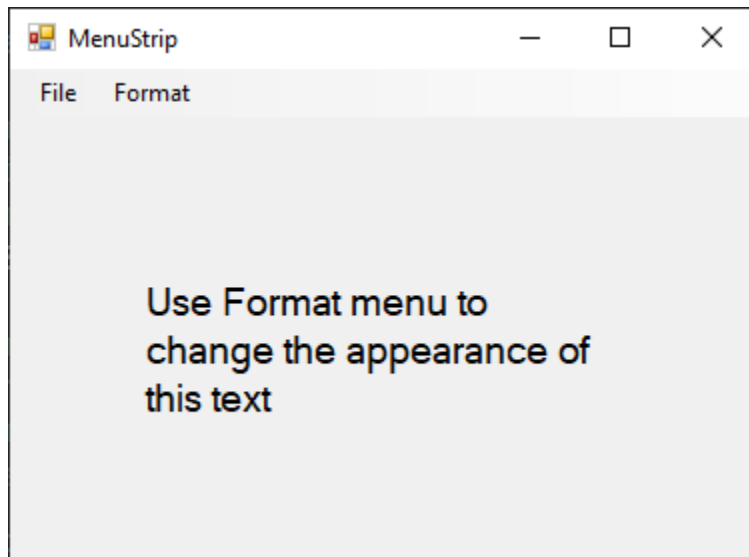 MenuStrip
File Format
Use Format menu to
change the appearance of
this text